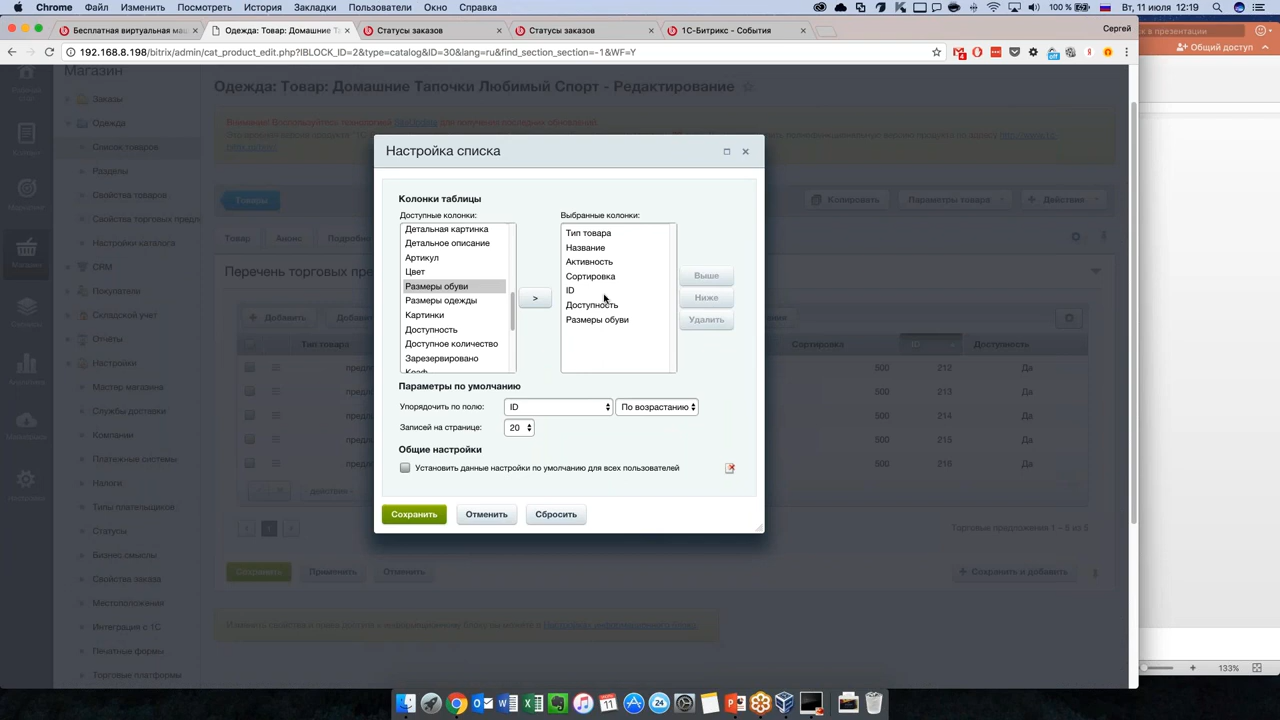 Chrome Файл Изменить Посмотреть История Закладки Пользователи Окно Справка 100 % Вт, 11 июля 12:19
Бесплатная виртуальная маш Одежда: Товар: Домашние Та Статусы заказов Статусы заказов 1С-Битрикс - События Сергей
192.168.8.198/bitrix/admin/cat_product_edit.php?IBLOCK_ID=2&type=catalog&ID=30&lang=ru&find_section_section=-1&WF=Y
к в презентации
Общий доступ
Магазин
Заказы
Одежда
Список товаров
Разделы
Свойства товаров
Свойства торговых предл
Настройки каталога
CRM
Покупатели
Складской учет
Отчёты
Настройки
Мастер магазина
Службы доставки
Компании
Платежные системы
Налоги
Типы плательщиков
Статусы
Бизнес смыслы
Свойства заказа
Местоположения
Интеграция с 1С
Печатные формы
Торговые платформы
Одежда: Товар: Домашние Тапочки Любимый Спорт - Редактирование
Товары Копировать Параметры товара Действия
Товар Анонс Подробно
Перечень торговых пре
Добавить
Тип товара Сортировка ID Доступность
500 212 Да
500 213 Да
500 214 Да
500 215 Да
500 216 Да
действия
Торговые предложения 1 – 5 из 5
Сохранить Применить Отменить Сохранить и добавить
Настройка списка
Колонки таблицы
Доступные колонки: Выбранные колонки:
Детальная картинка
Детальное описание
Артикул
Цвет
Размеры обуви
Размеры одежды
Картинки
Доступность
Доступное количество
Зарезервировано
>
Тип товара
Название
Активность
Сортировка
ID
Доступность
Размеры обуви
Выше
Ниже
Удалить
Параметры по умолчанию
Упорядочить по полю: ID По возрастанию
Записей на странице: 20
Общие настройки
Установить данные настройки по умолчанию для всех пользователей
Сохранить Отменить Сбросить
133%